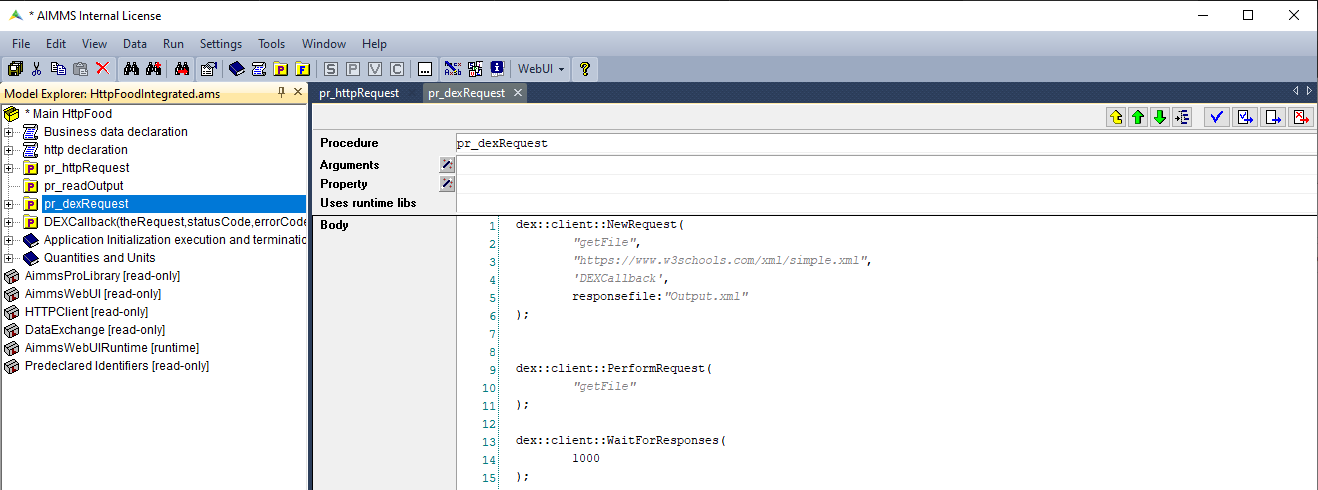 * AIMMS Internal License
File Edit View Data Run Settings Tools Window Help
S P V C ... WebUI ?
Model Explorer: HttpFoodIntegrated.ams
pr_httpRequest × pr_dexRequest ×
* Main HttpFood
Business data declaration
http declaration
pr_httpRequest
pr_readOutput
pr_dexRequest
DEXCallback(theRequest,statusCode,errorCode
Application Initialization execution and terminatio
Quantities and Units
AimmsProLibrary [read-only]
AimmsWebUI [read-only]
HTTPClient [read-only]
DataExchange [read-only]
AimmsWebUIRuntime [runtime]
Predeclared Identifiers [read-only]
Procedure pr_dexRequest
Arguments
Property
Uses runtime libs
Body
1 dex::client::NewRequest(
2 "getFile",
3 "https://www.w3schools.com/xml/simple.xml",
4 'DEXCallback',
5 responsefile:"Output.xml"
6 );
7
8
9 dex::client::PerformRequest(
10 "getFile"
11 );
12
13 dex::client::WaitForResponses(
14 1000
15 );